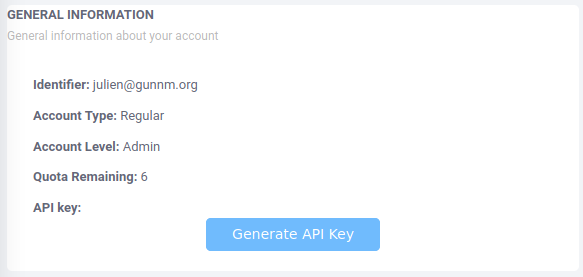 GENERAL INFORMATION
General information about your account
Identifier: julien@gunnm.org
Account Type: Regular
Account Level: Admin
Quota Remaining: 6
API key:
Generate API Key